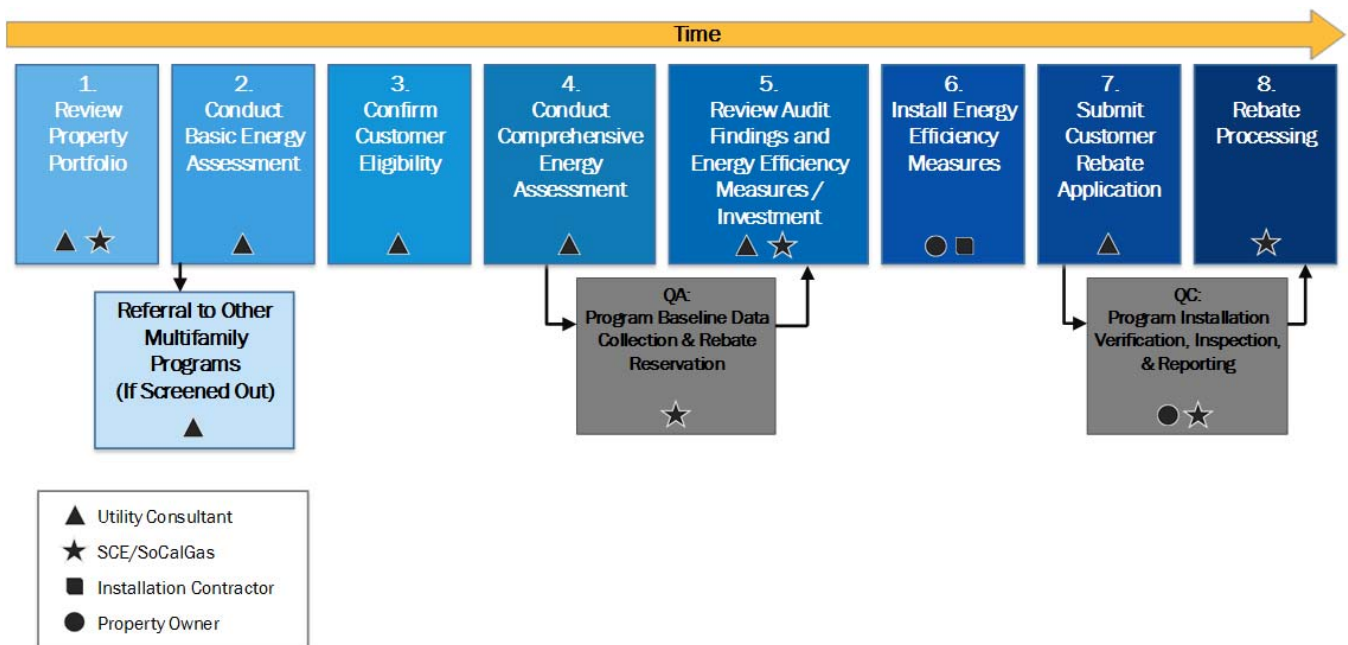 Time
1.
Review
Property
Portfolio
2.
Conduct
Basic Energy
Assessment
3.
Confirm
Customer
Eligibility
4.
Conduct
Comprehensive
Energy
Assessment
5.
Review Audit
Findings and
Energy Efficiency
Measures /
Investment
6.
Install Energy
Efficiency
Measures
7.
Submit
Customer
Rebate
Application
8.
Rebate
Processing
Referral to Other
Multifamily
Programs
(If Screened Out)
QA:
Program Baseline Data
Collection & Rebate
Reservation
QC:
Program Installation
Verification, Inspection,
& Reporting
Utility Consultant
SCE/SoCalGas
Installation Contractor
Property Owner